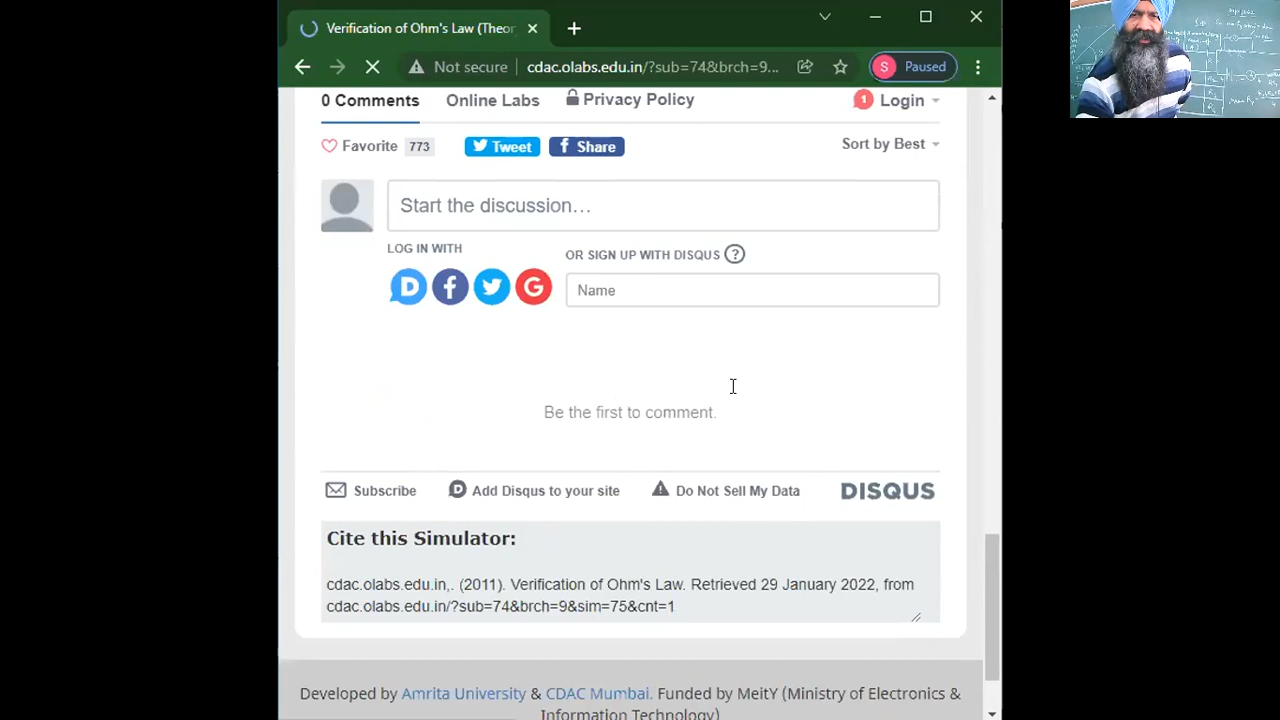 Verification of Ohm's Law (Theor
Not secure
cdac.olabs.edu.in/?sub=74&brch=9...
S
Paused
0 Comments
Online Labs
Privacy Policy
1
Login
Favorite
773
Tweet
f Share
Sort by Best
Start the discussion…
LOG IN WITH
OR SIGN UP WITH DISQUS ?
D
f
G
Name
Be the first to comment.
Subscribe
D Add Disqus to your site
Do Not Sell My Data
DISQUS
Cite this Simulator:
cdac.olabs.edu.in,. (2011). Verification of Ohm's Law. Retrieved 29 January 2022, from
cdac.olabs.edu.in/?sub=74&brch=9&sim=75&cnt=1
Developed by Amrita University & CDAC Mumbai. Funded by MeitY (Ministry of Electronics &
Information Technology)